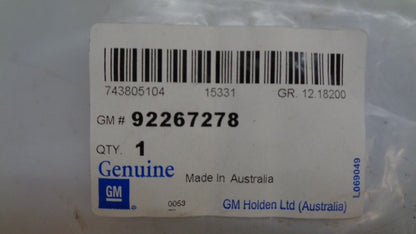 743805104 15331 GR. 12.18200
GM # 92267278
QTY. 1
Genuine Made In Australia
GM ®
0053 GM Holden Ltd (Australia)
L069049